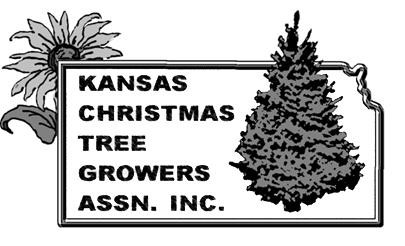 KANSAS
CHRISTMAS
TREE
GROWERS
ASSN. INC.